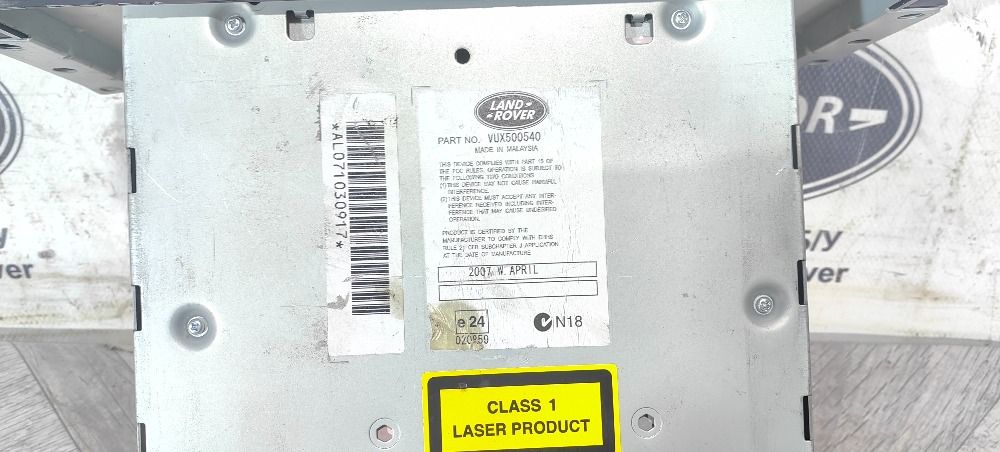 LAND-
-ROVER
PART NO. VUX500540
MADE IN MALAYSIA
THIS DEVICE COMPLIES WITH PART 15 OF
THE FCC RULES, OPERATION IS SUBJECT TO
THE FOLLOWING TWO CONDITIONS
(1)THIS DEVICE MAY NOT CAUSE HARMFUL
INTERFERENCE.
(2)THIS DEVICE MUST ACCEPT ANY INTER-
FERENCE RECEIVED INCLUDING INTER-
FERENCE THAT MAY CAUSE UNDESIRED
OPERATION.
PRODUCT IS CERTIFIED BY THE
MANUFACTURER TO COMPLY WITH DHHS
RULE 21 CFR SUBCHAPTER J APPLICATION
AT THE DATE OF MANUFACTURE
2007 W APRIL
e 24
N18
*AL071030917*
CLASS 1
LASER PRODUCT
OR -
s/y
ver
y
er